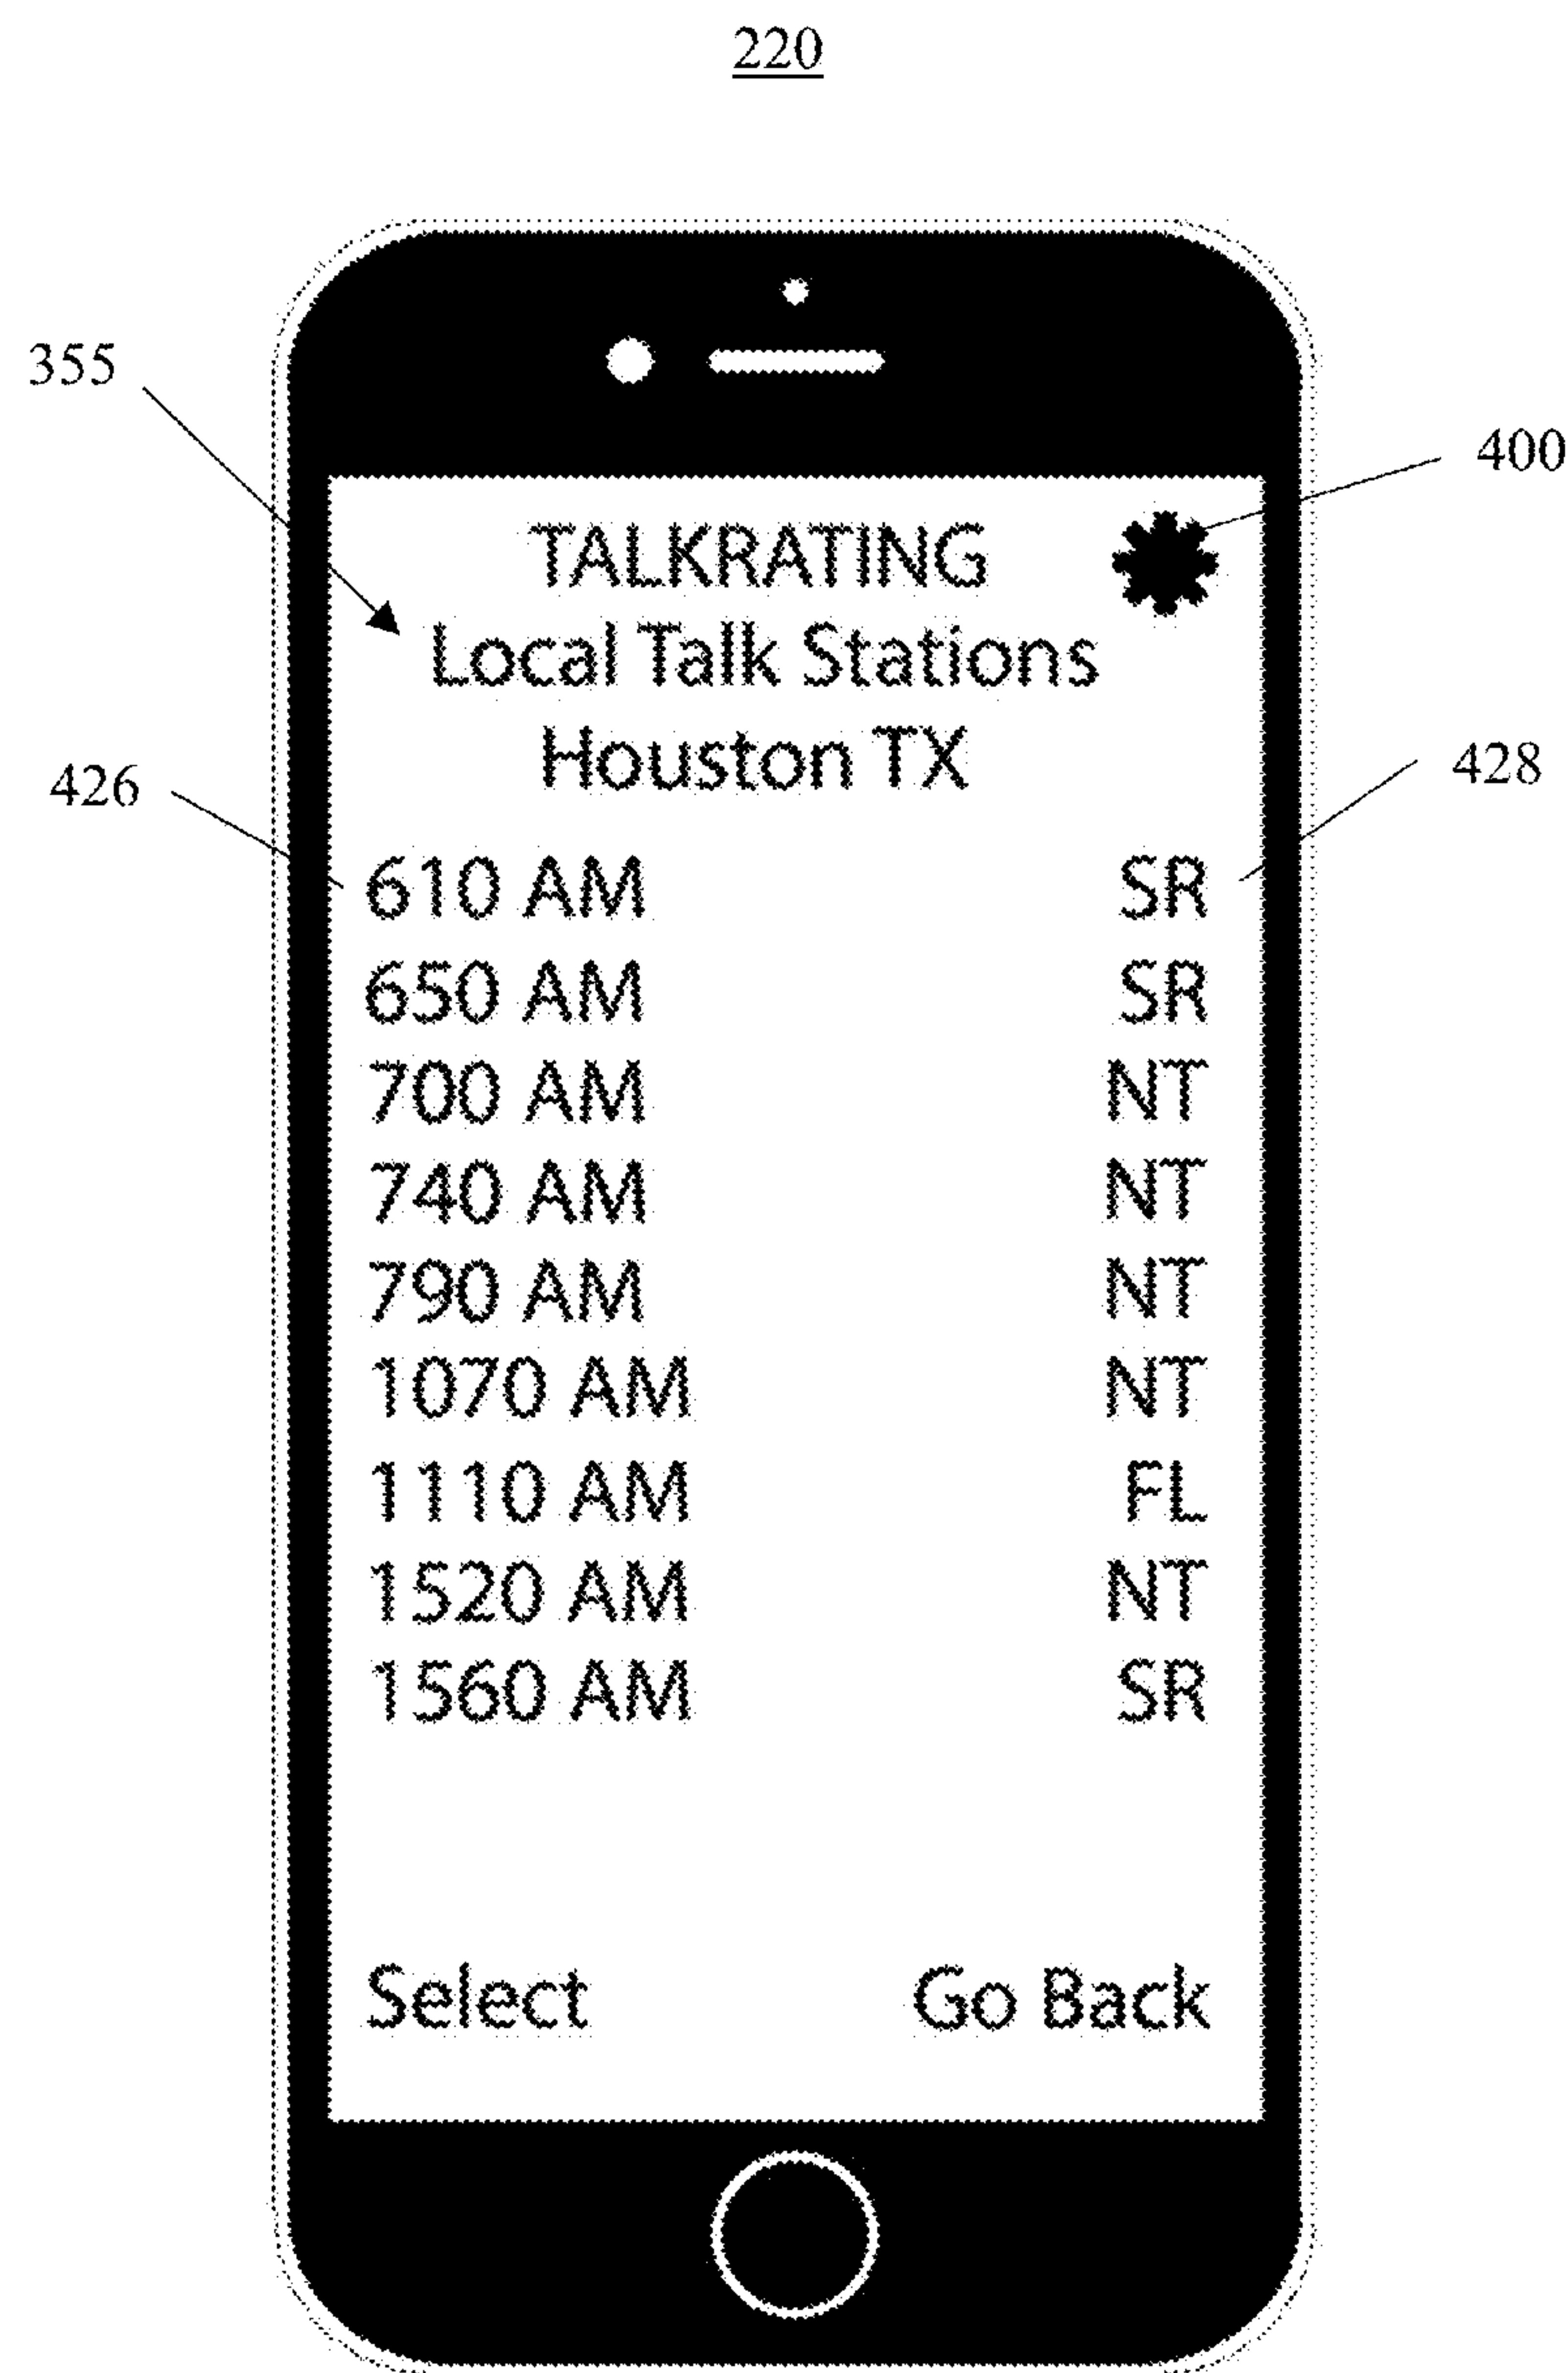 220
355
400
TALKRATING
Local Talk Stations
Houston TX
426
428
610 AM SR
650 AM SR
700 AM NT
740 AM NT
790 AM NT
1070 AM NT
1110 AM FL
1520 AM NT
1560 AM SR
Select Go Back